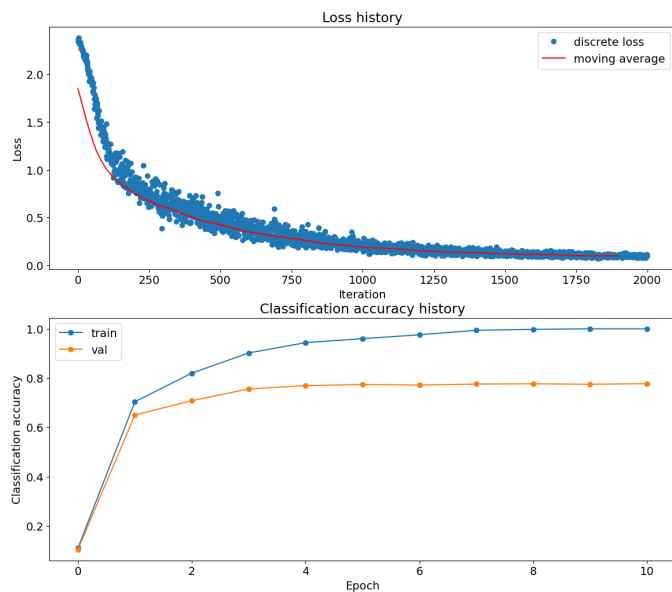 Loss history
discrete loss
moving average
2.0
1.5
1.0
0.5
0.0
Loss
0 250 500 750 1000 1250 1500 1750 2000
Iteration
Classification accuracy history
train
val
1.0
0.8
0.6
0.4
0.2
Classification accuracy
0 2 4 6 8 10
Epoch